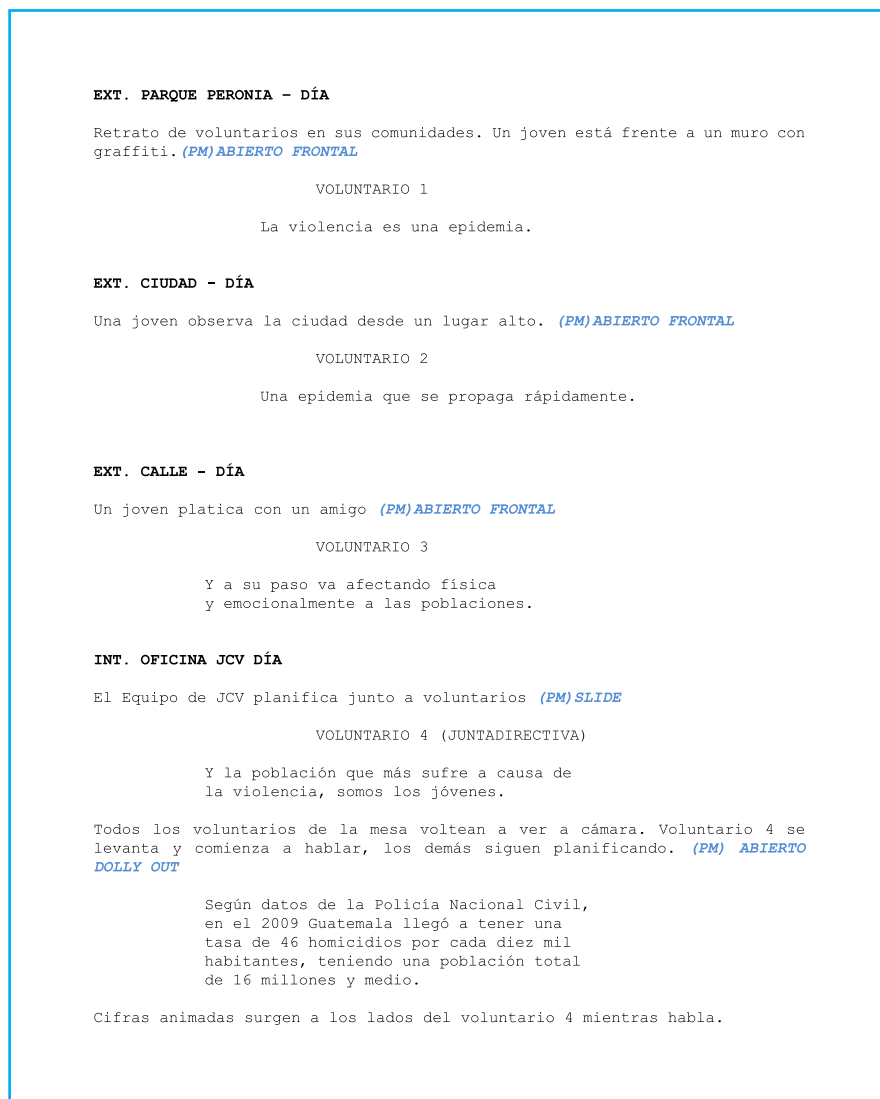 EXT. PARQUE PERONIA – DÍA
Retrato de voluntarios en sus comunidades. Un joven está frente a un muro con
graffiti. (PM)ABIERTO FRONTAL
VOLUNTARIO 1
La violencia es una epidemia.
EXT. CIUDAD - DÍA
Una joven observa la ciudad desde un lugar alto. (PM)ABIERTO FRONTAL
VOLUNTARIO 2
Una epidemia que se propaga rápidamente.
EXT. CALLE – DÍA
Un joven platica con un amigo (PM)ABIERTO FRONTAL
VOLUNTARIO 3
Y a su paso va afectando física
y emocionalmente a las poblaciones.
INT. OFICINA JCV DÍA
El Equipo de JCV planifica junto a voluntarios (PM)SLIDE
VOLUNTARIO 4 (JUNTADIRECTIVA)
Y la población que más sufre a causa de
la violencia, somos los jóvenes.
Todos los voluntarios de la mesa voltean a ver a cámara. Voluntario 4 se
levanta y comienza a hablar, los demás siguen planificando. (PM) ABIERTO
DOLLY OUT
Según datos de la Policía Nacional Civil,
en el 2009 Guatemala llegó a tener una
tasa de 46 homicidios por cada diez mil
habitantes, teniendo una población total
de 16 millones y medio.
Cifras animadas surgen a los lados del voluntario 4 mientras habla.